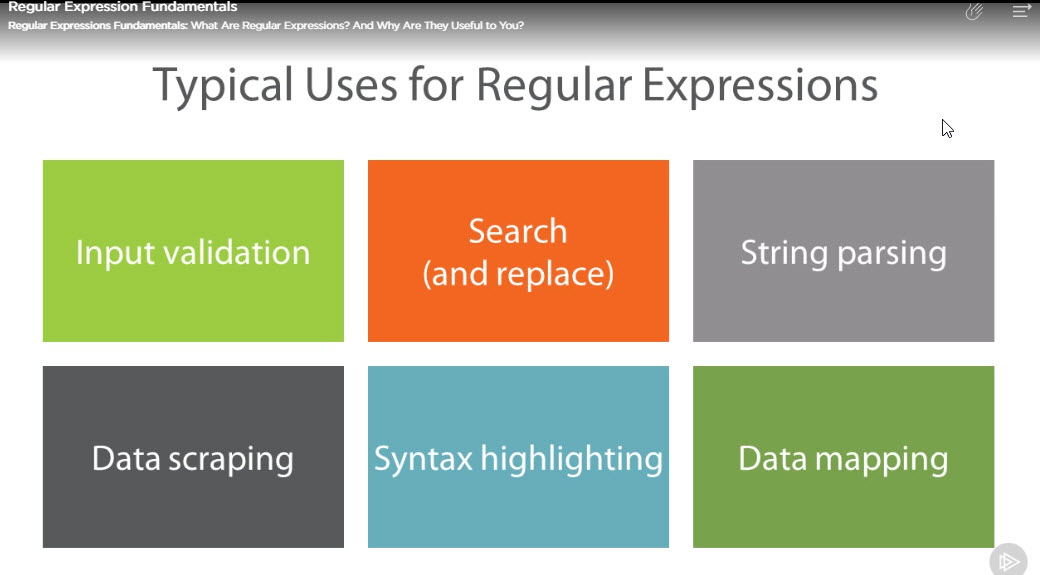 Regular Expression Fundamentals
Regular Expressions Fundamentals: What Are Regular Expressions? And Why Are They Useful to You?
Typical Uses for Regular Expressions
Input validation
Search
(and replace)
String parsing
Data scraping
Syntax highlighting
Data mapping